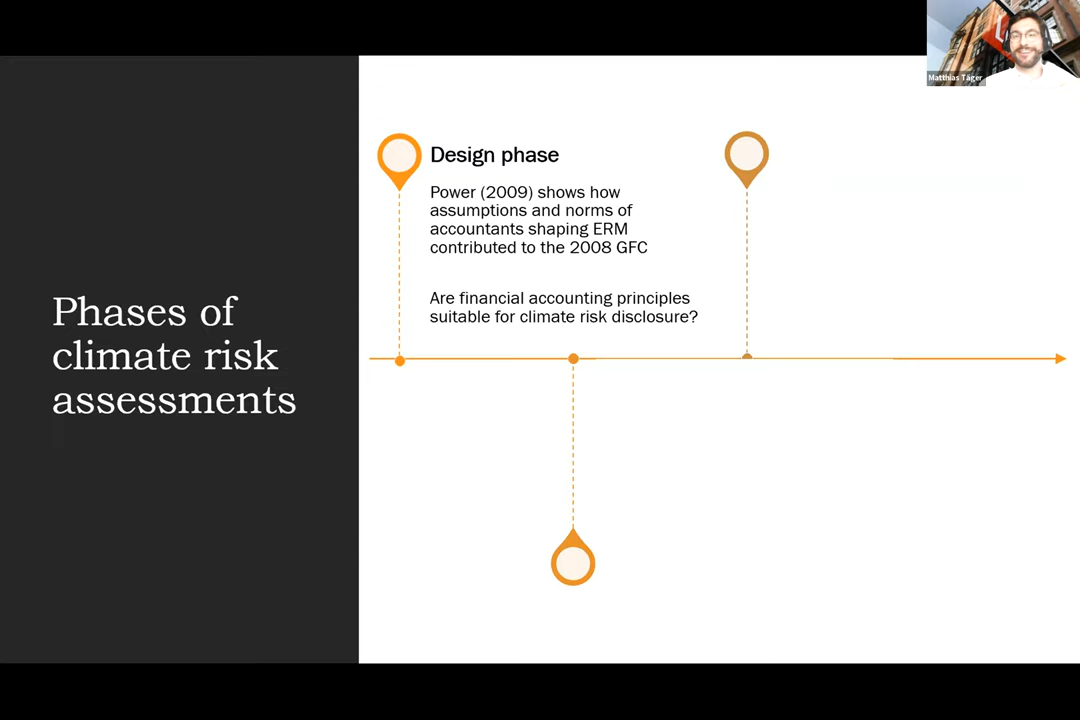 Matthias Täger
Design phase
Power (2009) shows how
assumptions and norms of
accountants shaping ERM
contributed to the 2008 GFC
Are financial accounting principles
suitable for climate risk disclosure?
Phases of
climate risk
assessments